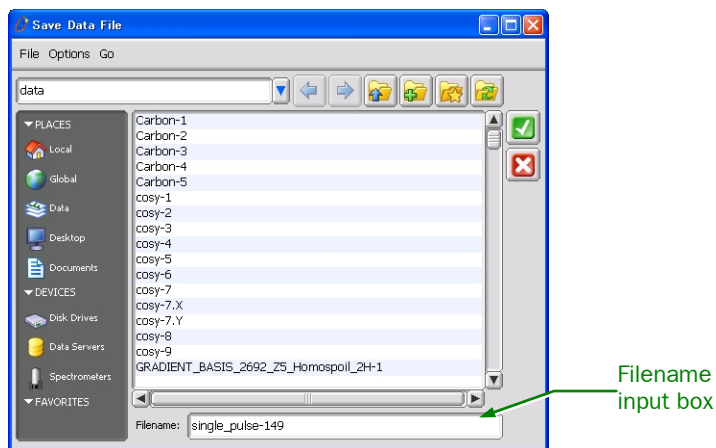 Save Data File
File Options Go
data
PLACES
Local
Global
Data
Desktop
Documents
DEVICES
Disk Drives
Data Servers
Spectrometers
FAVORITES
Carbon-1
Carbon-2
Carbon-3
Carbon-4
Carbon-5
cosy-1
cosy-2
cosy-3
cosy-4
cosy-5
cosy-6
cosy-7
cosy-7.X
cosy-7.Y
cosy-8
cosy-9
GRADIENT_BASIS_2692_Z5_Homospoil_2H-1
Filename: single_pulse-149
Filename
input box